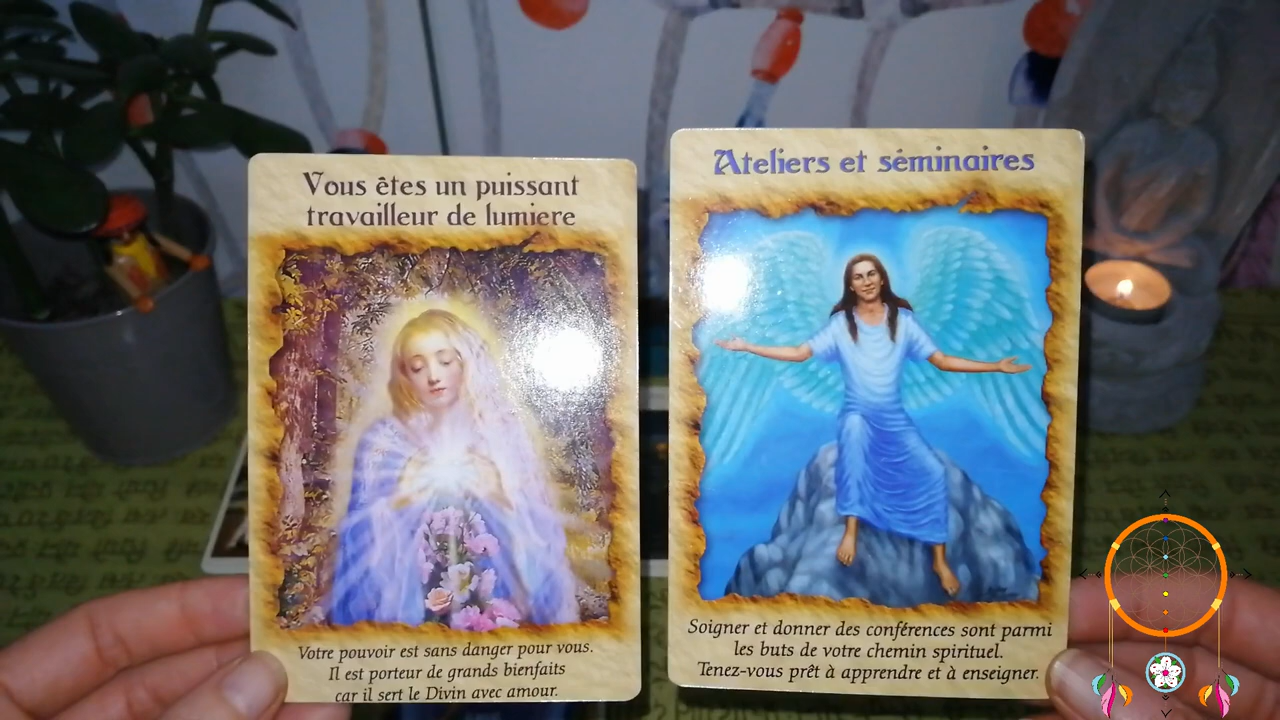 Vous êtes un puissant
travailleur de lumiere
Votre pouvoir est sans danger pour vous.
Il est porteur de grands bienfaits
car il sert le Divin avec amour.
Ateliers et séminaires
Soigner et donner des conférences sont parmi
les buts de votre chemin spirituel.
Tenez-vous prêt à apprendre et à enseigner.